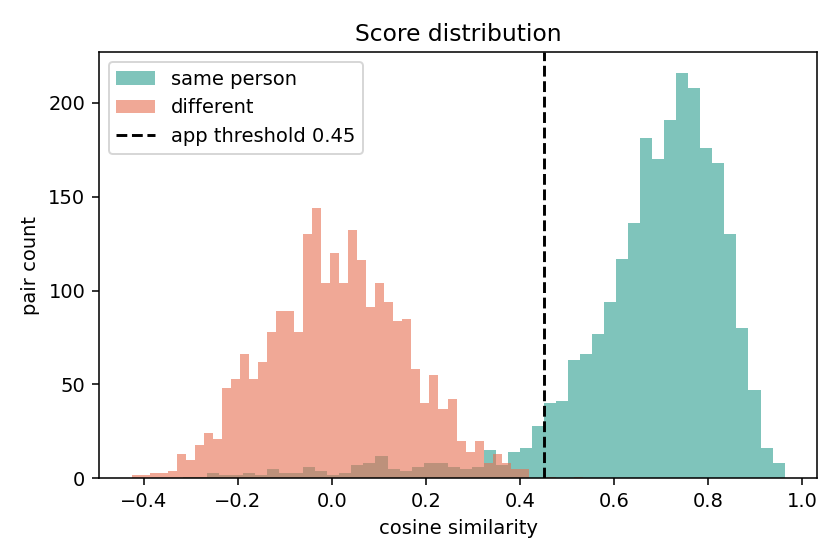 Score distribution
same person
different
app threshold 0.45
200
150
100
50
0
pair count
−0.4 −0.2 0.0 0.2 0.4 0.6 0.8 1.0
cosine similarity